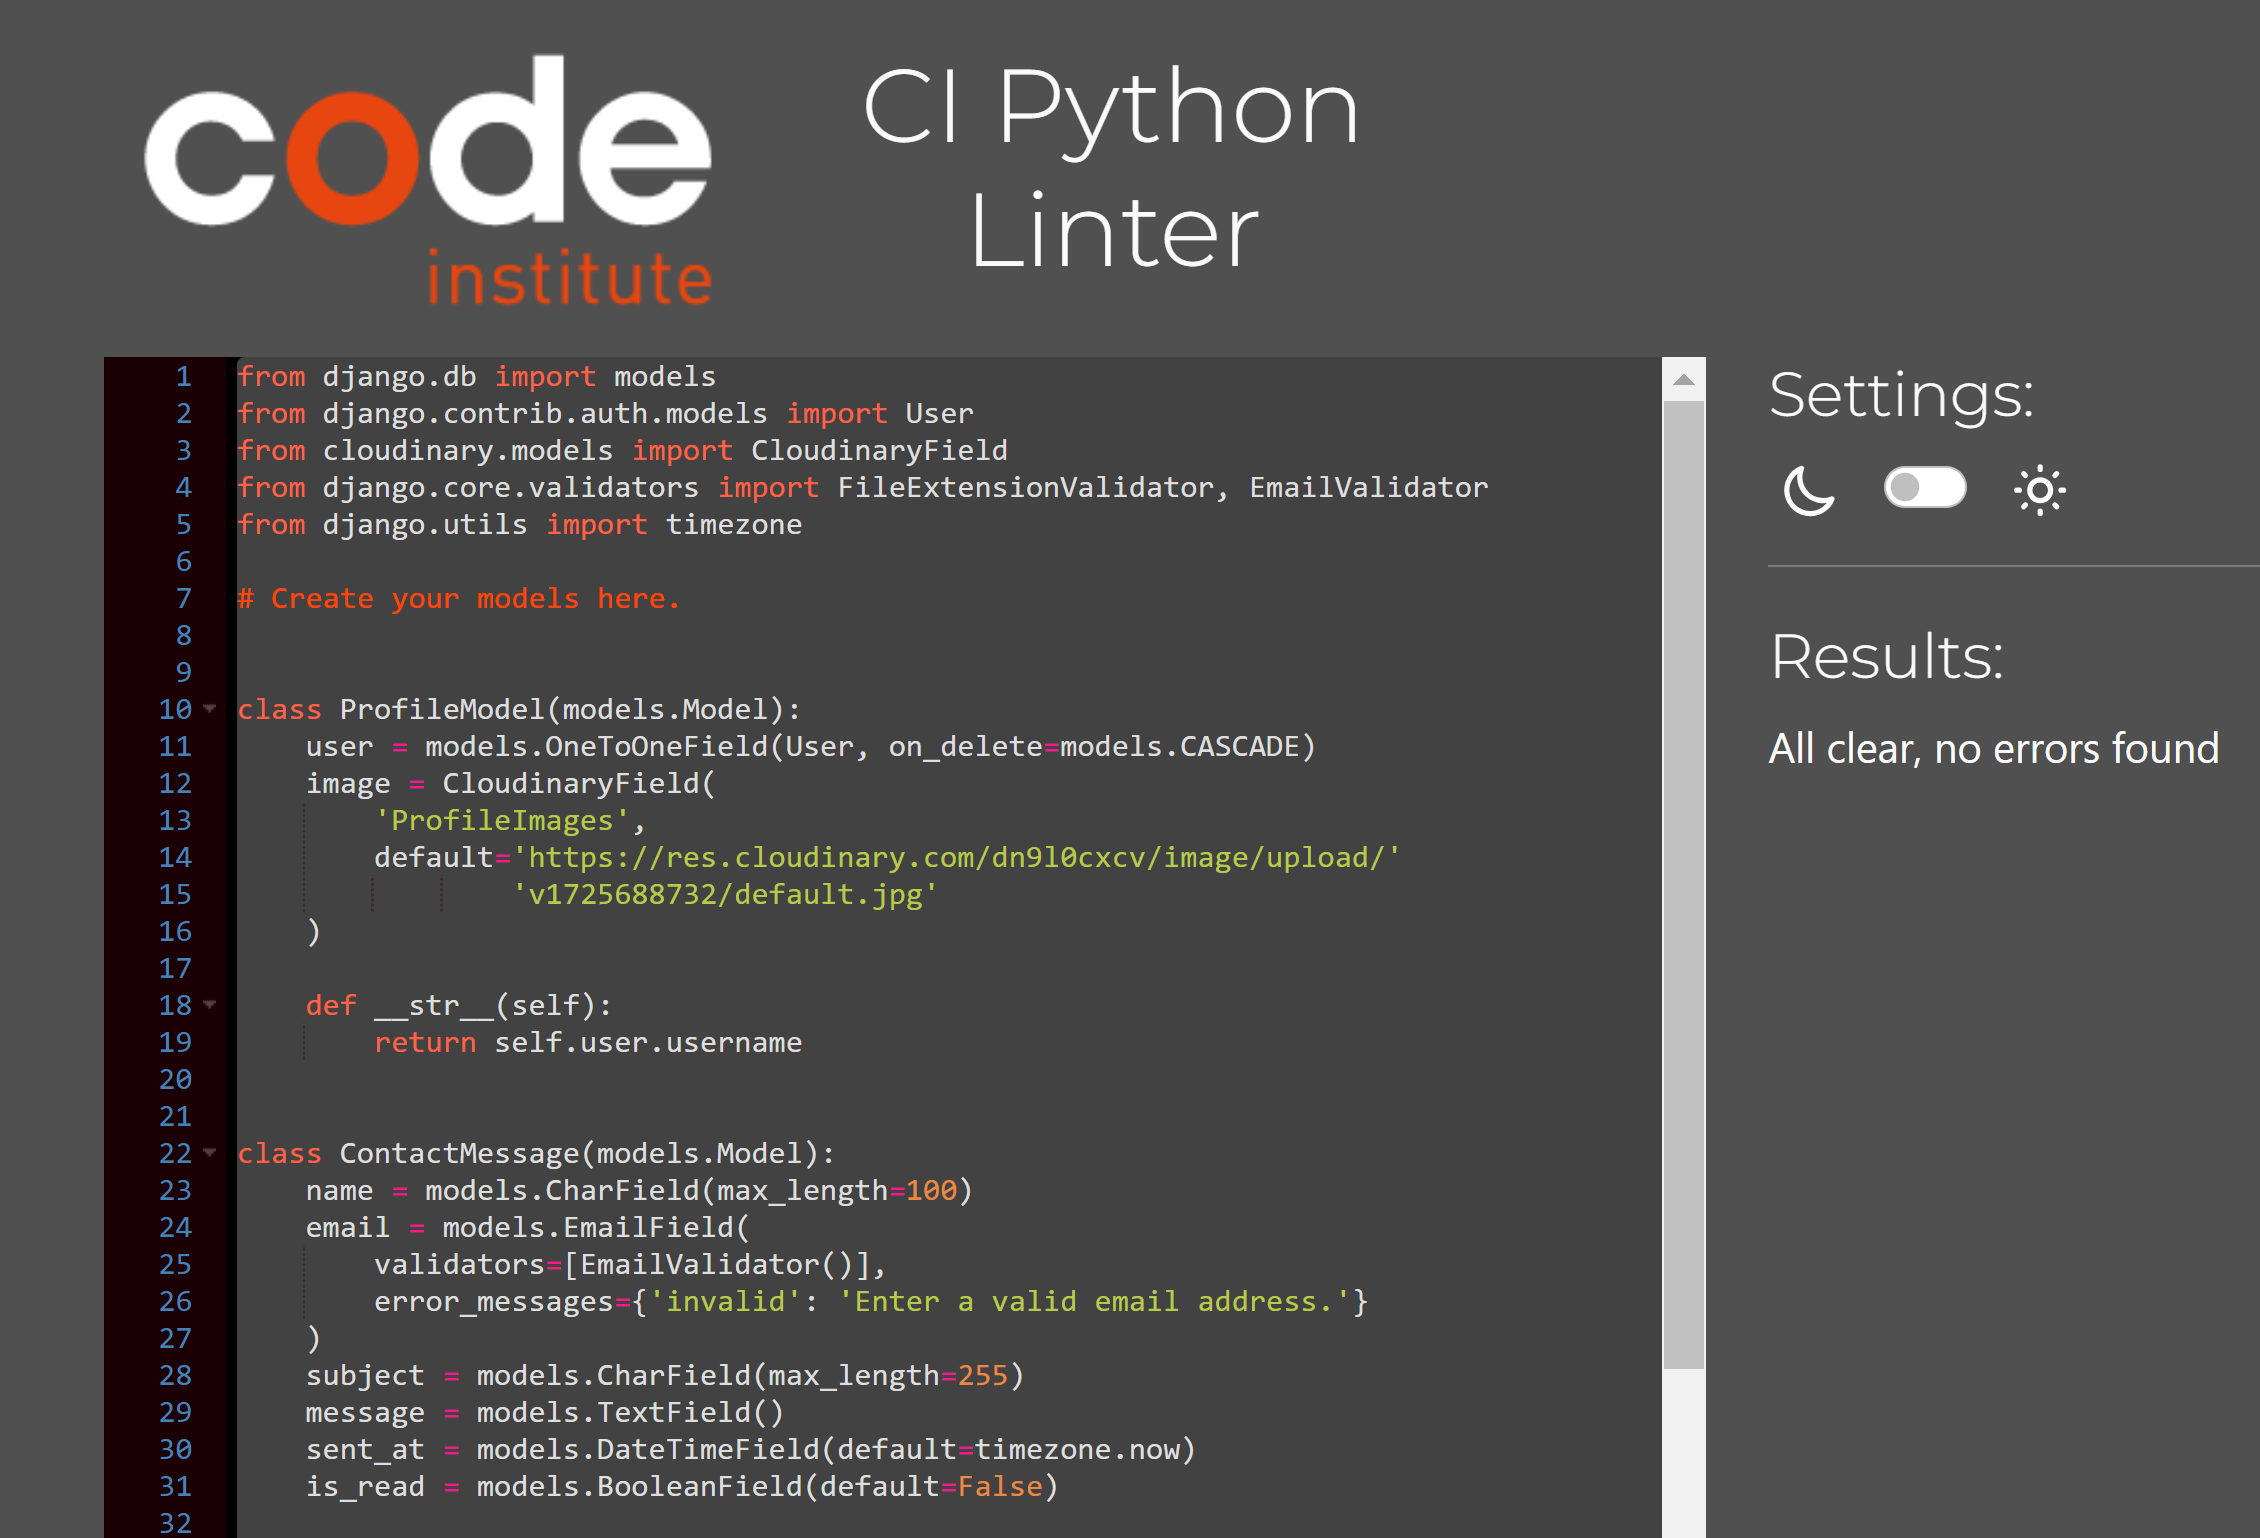 code
institute
CI Python
Linter
1 from django.db import models
2 from django.contrib.auth.models import User
3 from cloudinary.models import CloudinaryField
4 from django.core.validators import FileExtensionValidator, EmailValidator
5 from django.utils import timezone
6
7 # Create your models here.
8
9
10 class ProfileModel(models.Model):
11     user = models.OneToOneField(User, on_delete=models.CASCADE)
12     image = CloudinaryField(
13         'ProfileImages',
14         default='https://res.cloudinary.com/dn9l0cxcv/image/upload/'
15                 'v1725688732/default.jpg'
16     )
17
18     def __str__(self):
19         return self.user.username
20
21
22 class ContactMessage(models.Model):
23     name = models.CharField(max_length=100)
24     email = models.EmailField(
25         validators=[EmailValidator()],
26         error_messages={'invalid': 'Enter a valid email address.'}
27     )
28     subject = models.CharField(max_length=255)
29     message = models.TextField()
30     sent_at = models.DateTimeField(default=timezone.now)
31     is_read = models.BooleanField(default=False)
32
Settings:
Results:
All clear, no errors found